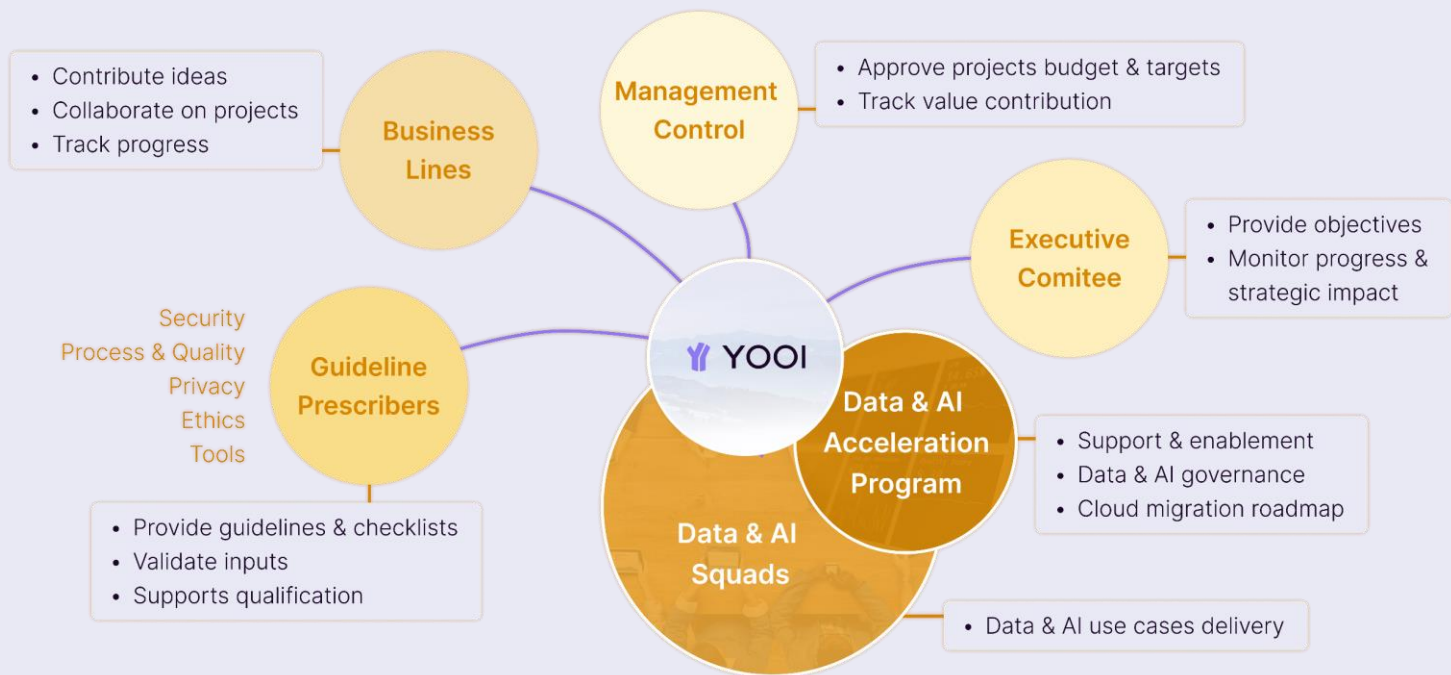 • Contribute ideas
• Collaborate on projects
• Track progress
Business
Lines
Management
Control
• Approve projects budget & targets
• Track value contribution
Executive
Comitee
• Provide objectives
• Monitor progress &
strategic impact
Security
Process & Quality
Privacy
Ethics
Tools
Guideline
Prescribers
• Provide guidelines & checklists
• Validate inputs
• Supports qualification
YOOI
Data & AI
Acceleration
Program
• Support & enablement
• Data & AI governance
• Cloud migration roadmap
Data & AI
Squads
• Data & AI use cases delivery